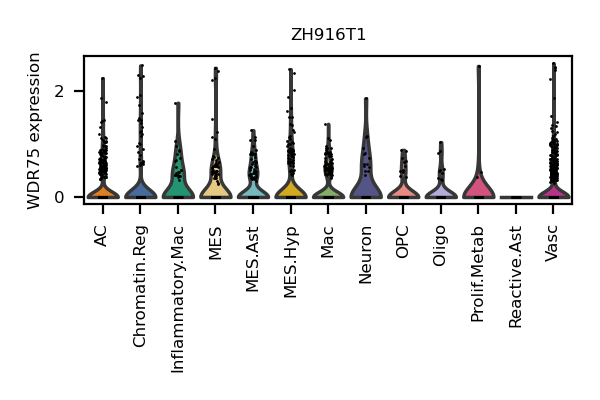 ZH916T1
WDR75 expression
2
0
AC
Chromatin.Reg
Inflammatory.Mac
MES
MES.Ast
MES.Hyp
Mac
Neuron
OPC
Oligo
Prolif.Metab
Reactive.Ast
Vasc